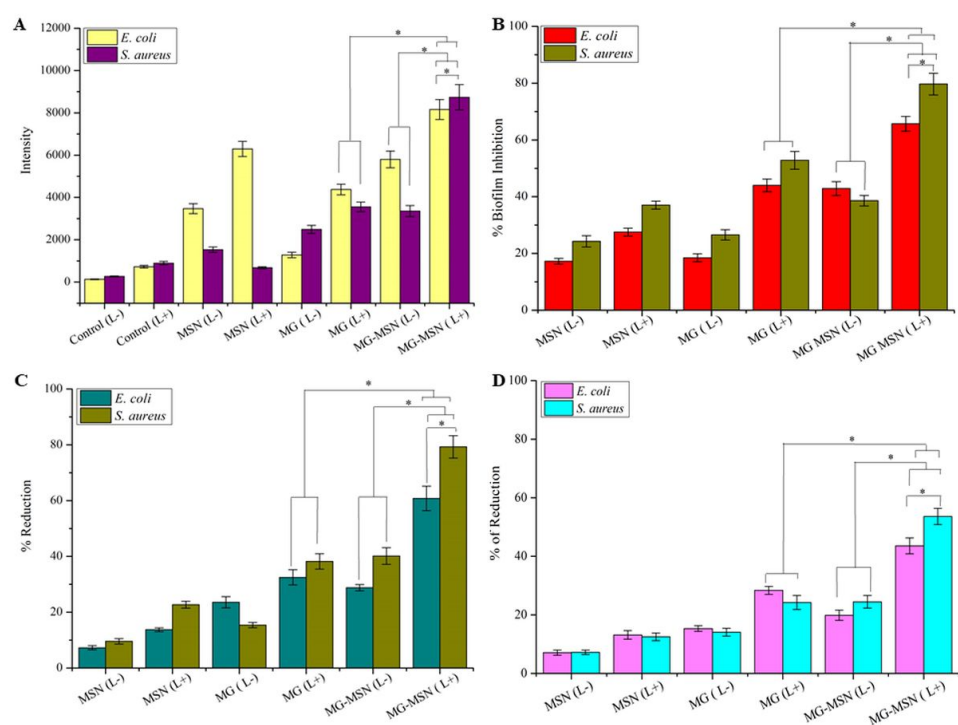 A
E. coli
S. aureus
12000
10000
8000
6000
4000
2000
0
Intensity
*
*
*
Control (L-)
Control (L+)
MSN (L-)
MSN (L+)
MG ( L-)
MG (L+)
MG-MSN (L-)
MG-MSN ( L+)
B
E. coli
S. aureus
100
80
60
40
20
0
% Biofilm Inhibition
*
*
*
MSN (L-)
MSN (L+)
MG ( L-)
MG (L+)
MG MSN (L-)
MG MSN ( L+)
C
E. coli
S. aureus
100
80
60
40
20
0
% Reduction
*
*
*
MSN (L-)
MSN (L+)
MG ( L-)
MG (L+)
MG-MSN (L-)
MG-MSN ( L+)
D
E. coli
S. aureus
100
80
60
40
20
0
% of Reduction
*
*
*
MSN (L-)
MSN (L+)
MG ( L-)
MG (L+)
MG-MSN (L-)
MG-MSN ( L+)